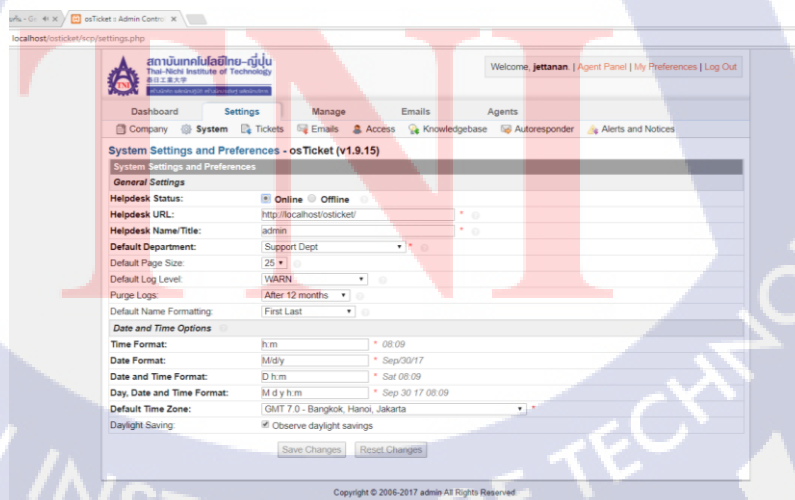 osTicket :: Admin Control
localhost/osticket/scp/settings.php
สถาบันเทคโนโลยีไทย-ญี่ปุ่น
Thai-Nichi Institute of Technology
泰日工業大学
Welcome, jettanan. | Agent Panel | My Preferences | Log Out
Dashboard Settings Manage Emails Agents
Company System Tickets Emails Access Knowledgebase Autoresponder Alerts and Notices
System Settings and Preferences - osTicket (v1.9.15)
System Settings and Preferences
General Settings
Helpdesk Status: Online Offline
Helpdesk URL: http://localhost/osticket/ *
Helpdesk Name/Title: admin *
Default Department: Support Dept *
Default Page Size: 25
Default Log Level: WARN
Purge Logs: After 12 months
Default Name Formatting: First Last
Date and Time Options
Time Format: h:m * 08:09
Date Format: M/d/y * Sep/30/17
Date and Time Format: D h:m * Sat 08:09
Day, Date and Time Format: M d y h:m * Sep 30 17 08:09
Default Time Zone: GMT 7.0 - Bangkok, Hanoi, Jakarta *
Daylight Saving: Observe daylight savings
Save Changes Reset Changes
Copyright © 2006-2017 admin All Rights Reserved.
TNI